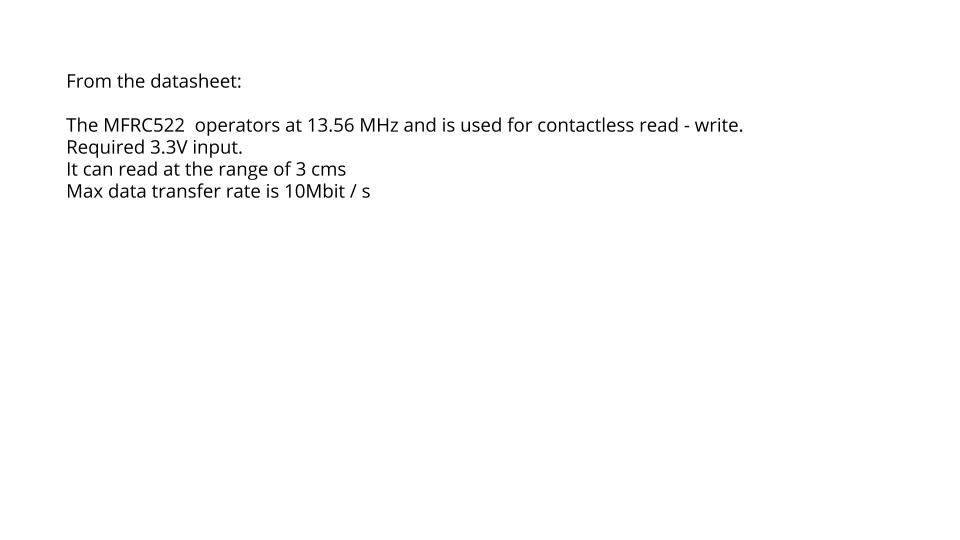 From the datasheet:
The MFRC522  operators at 13.56 MHz and is used for contactless read - write.
Required 3.3V input.
It can read at the range of 3 cms
Max data transfer rate is 10Mbit / s